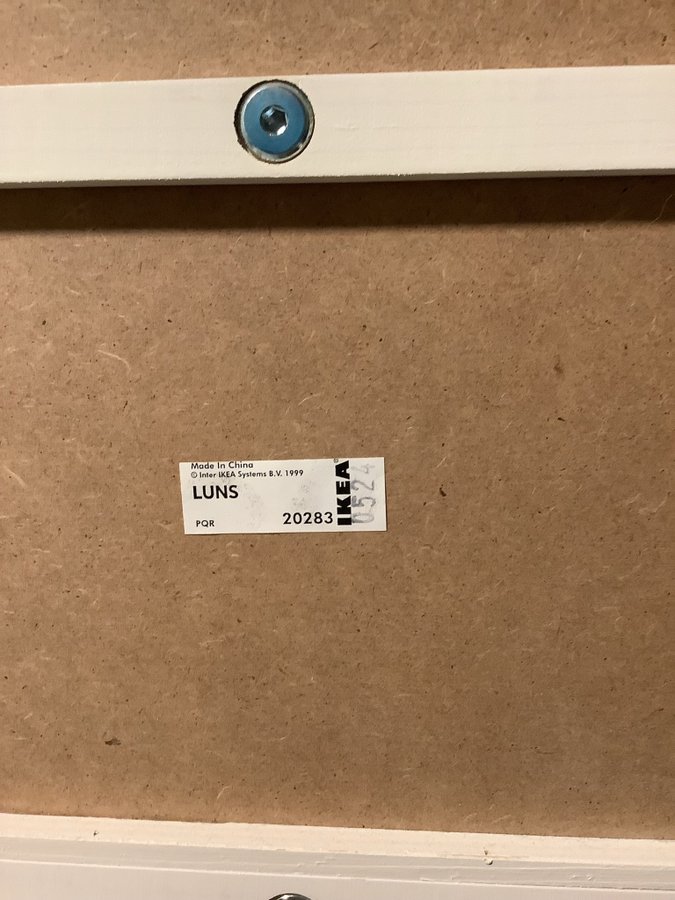 Made In China
© Inter IKEA Systems B.V. 1999
LUNS
PQR 20283
IKEA®
0524